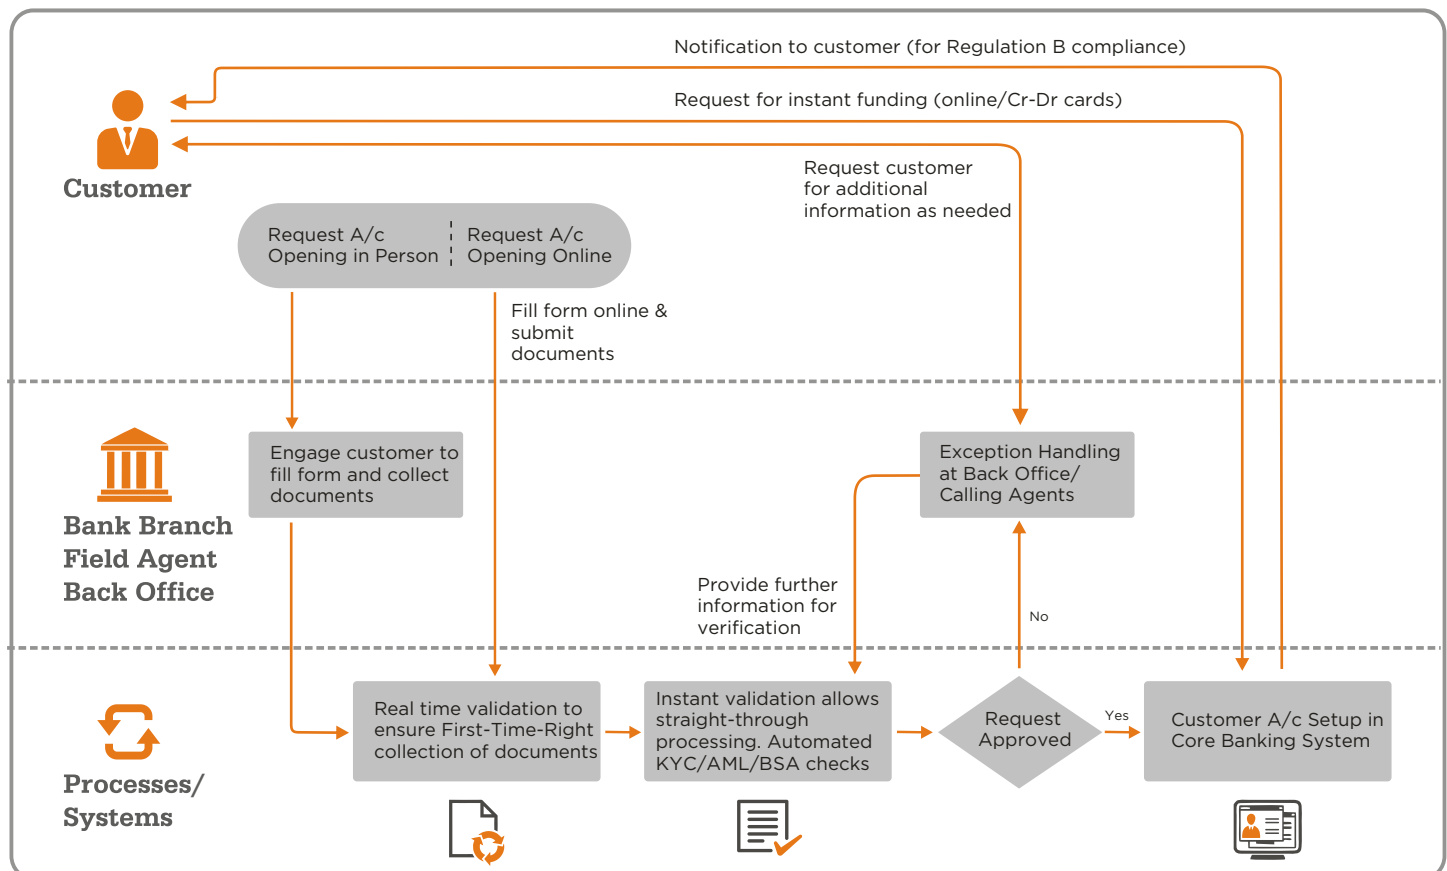 Notification to customer (for Regulation B compliance)
Request for instant funding (online/Cr-Dr cards)
Customer
Request customer
for additional
information as needed
Request A/c
Opening in Person
Request A/c
Opening Online
Fill form online &
submit
documents
Bank Branch
Field Agent
Back Office
Engage customer to
fill form and collect
documents
Exception Handling
at Back Office/
Calling Agents
Provide further
information for
verification
No
Processes/
Systems
Real time validation to
ensure First-Time-Right
collection of documents
Instant validation allows
straight-through
processing. Automated
KYC/AML/BSA checks
Request
Approved
Yes
Customer A/c Setup in
Core Banking System